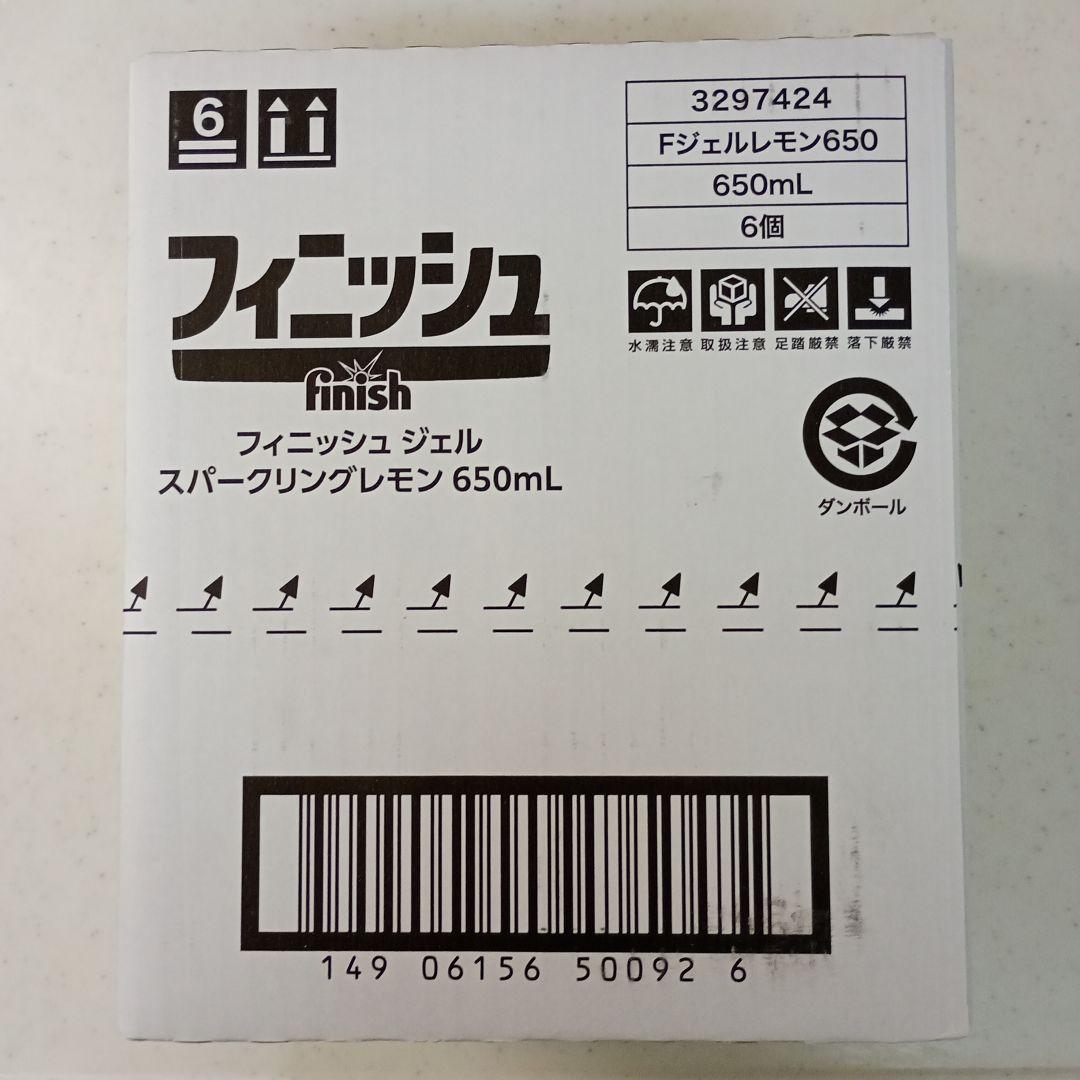 6
3297424
Fジェルレモン650
650mL
6個
フィニッシュ
finish
フィニッシュ ジェル
スパークリングレモン 650mL
水濡注意 取扱注意 足踏厳禁 落下厳禁
ダンボール
149 06156 50092 6